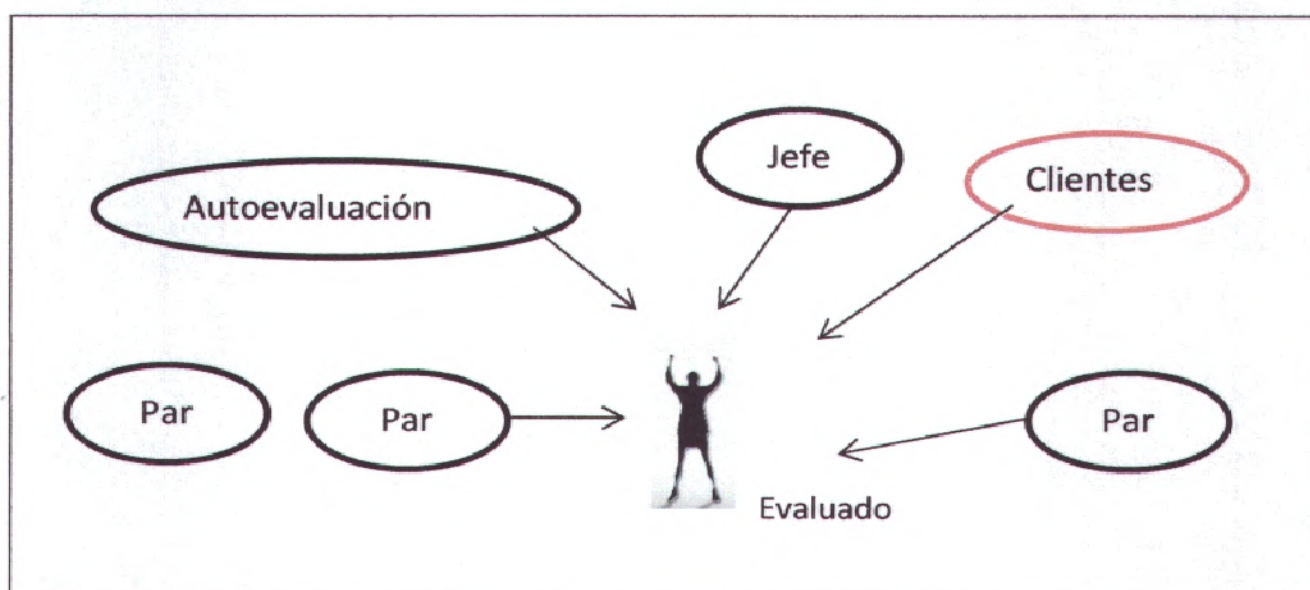 Jefe
Clientes
Autoevaluación
Par
Par
Par
Evaluado